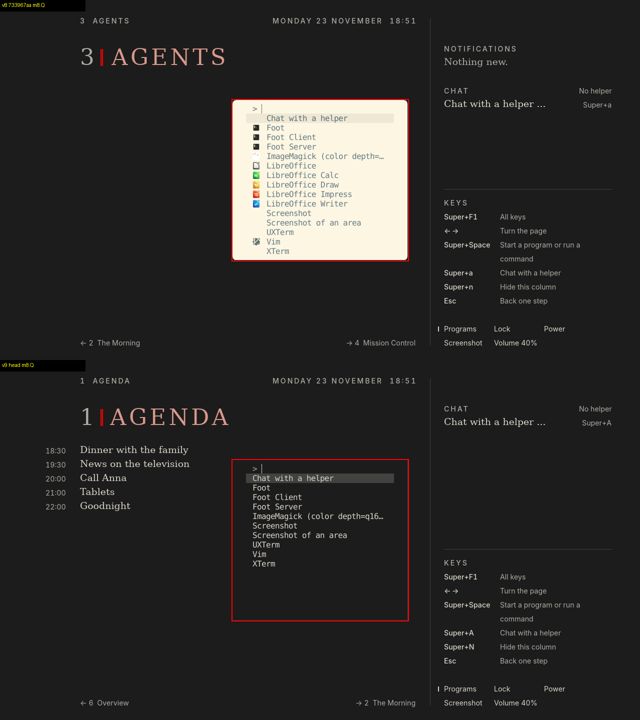 v8 733967aa m8.Q
3 AGENTS
MONDAY 23 NOVEMBER 18:51
3 AGENTS
NOTIFICATIONS
Nothing new.
CHAT No helper
Chat with a helper ... Super+a
>
Chat with a helper
Foot
Foot Client
Foot Server
ImageMagick (color depth=…
LibreOffice
LibreOffice Calc
LibreOffice Draw
LibreOffice Impress
LibreOffice Writer
Screenshot
Screenshot of an area
UXTerm
Vim
XTerm
KEYS
Super+F1 All keys
←→ Turn the page
Super+Space Start a program or run a
command
Super+a Chat with a helper
Super+n Hide this column
Esc Back one step
Programs Lock Power
Screenshot Volume 40%
← 2 The Morning
→ 4 Mission Control
v9 head m8.Q
1 AGENDA
MONDAY 23 NOVEMBER 18:51
1 AGENDA
18:30 Dinner with the family
19:30 News on the television
20:00 Call Anna
21:00 Tablets
22:00 Goodnight
CHAT No helper
Chat with a helper ... Super+A
>
Chat with a helper
Foot
Foot Client
Foot Server
ImageMagick (color depth=q16…
Screenshot
Screenshot of an area
UXTerm
Vim
XTerm
KEYS
Super+F1 All keys
←→ Turn the page
Super+Space Start a program or run a
command
Super+A Chat with a helper
Super+N Hide this column
Esc Back one step
Programs Lock Power
Screenshot Volume 40%
← 6 Overview
→ 2 The Morning